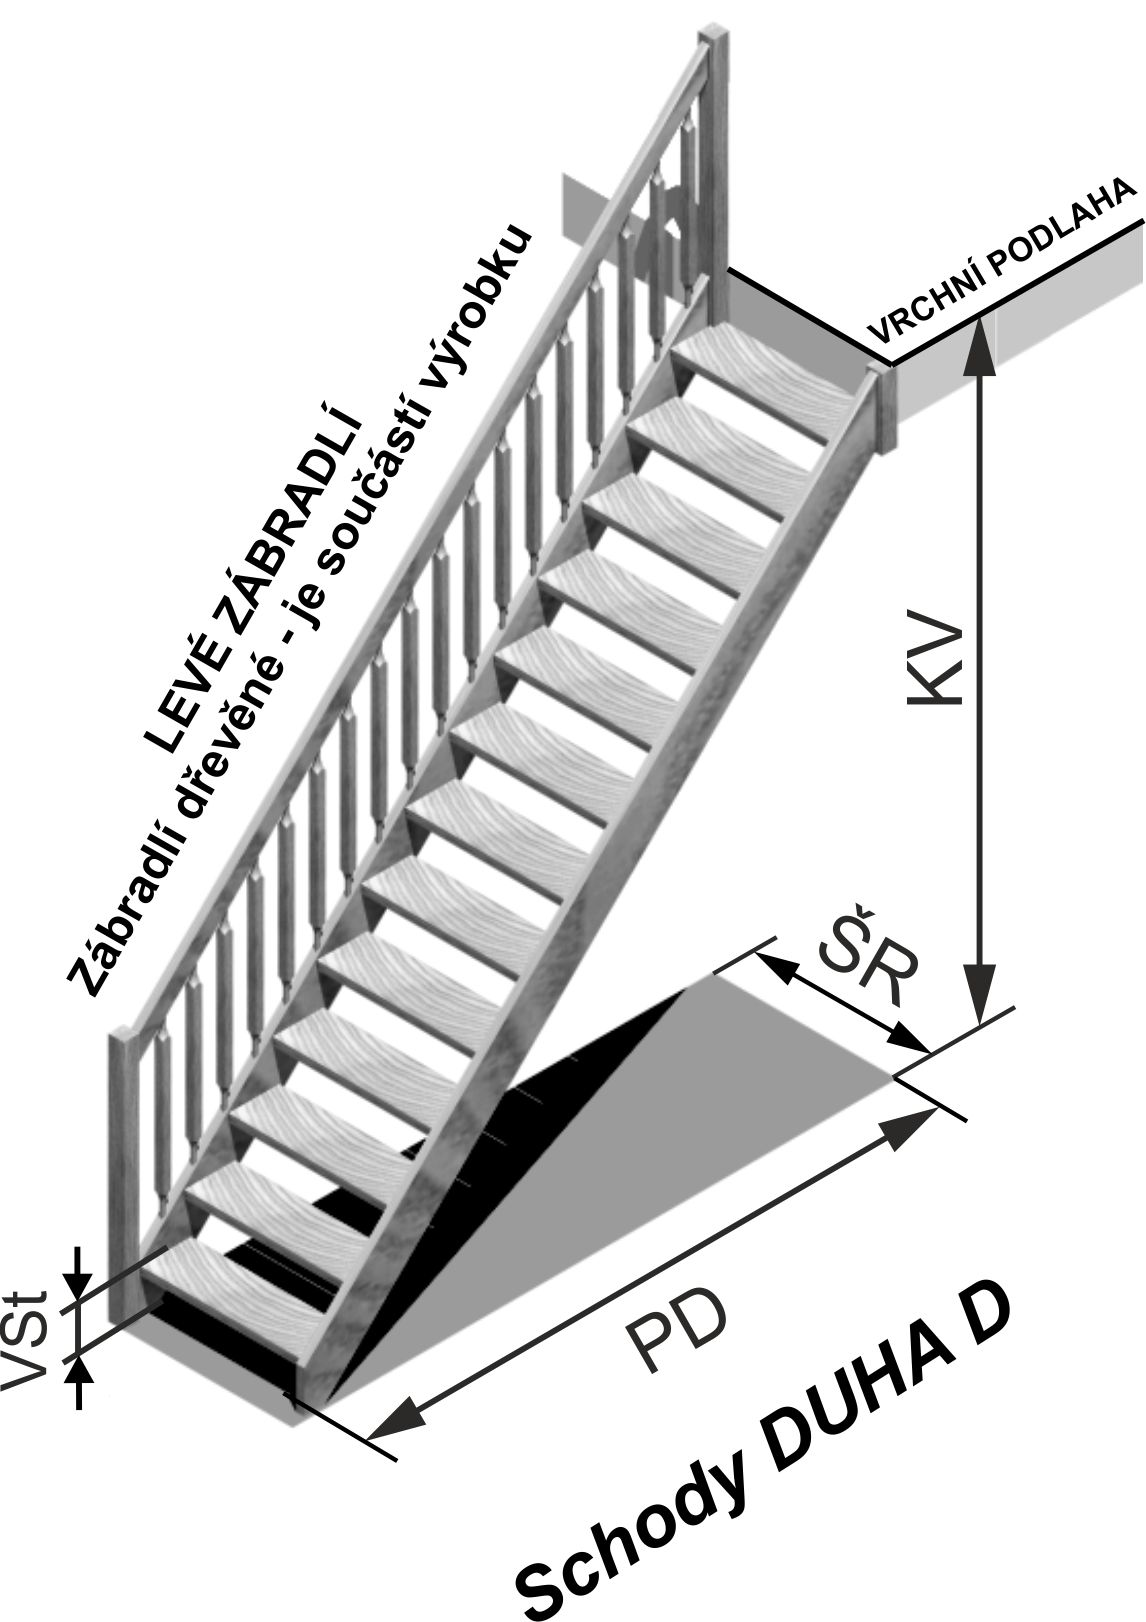 VRCHNÍ PODLAHA
LEVÉ ZÁBRADLÍ
Zábradlí dřevěné - je součástí výrobku
KV
ŠR
PD
VSt
Schody DUHA D